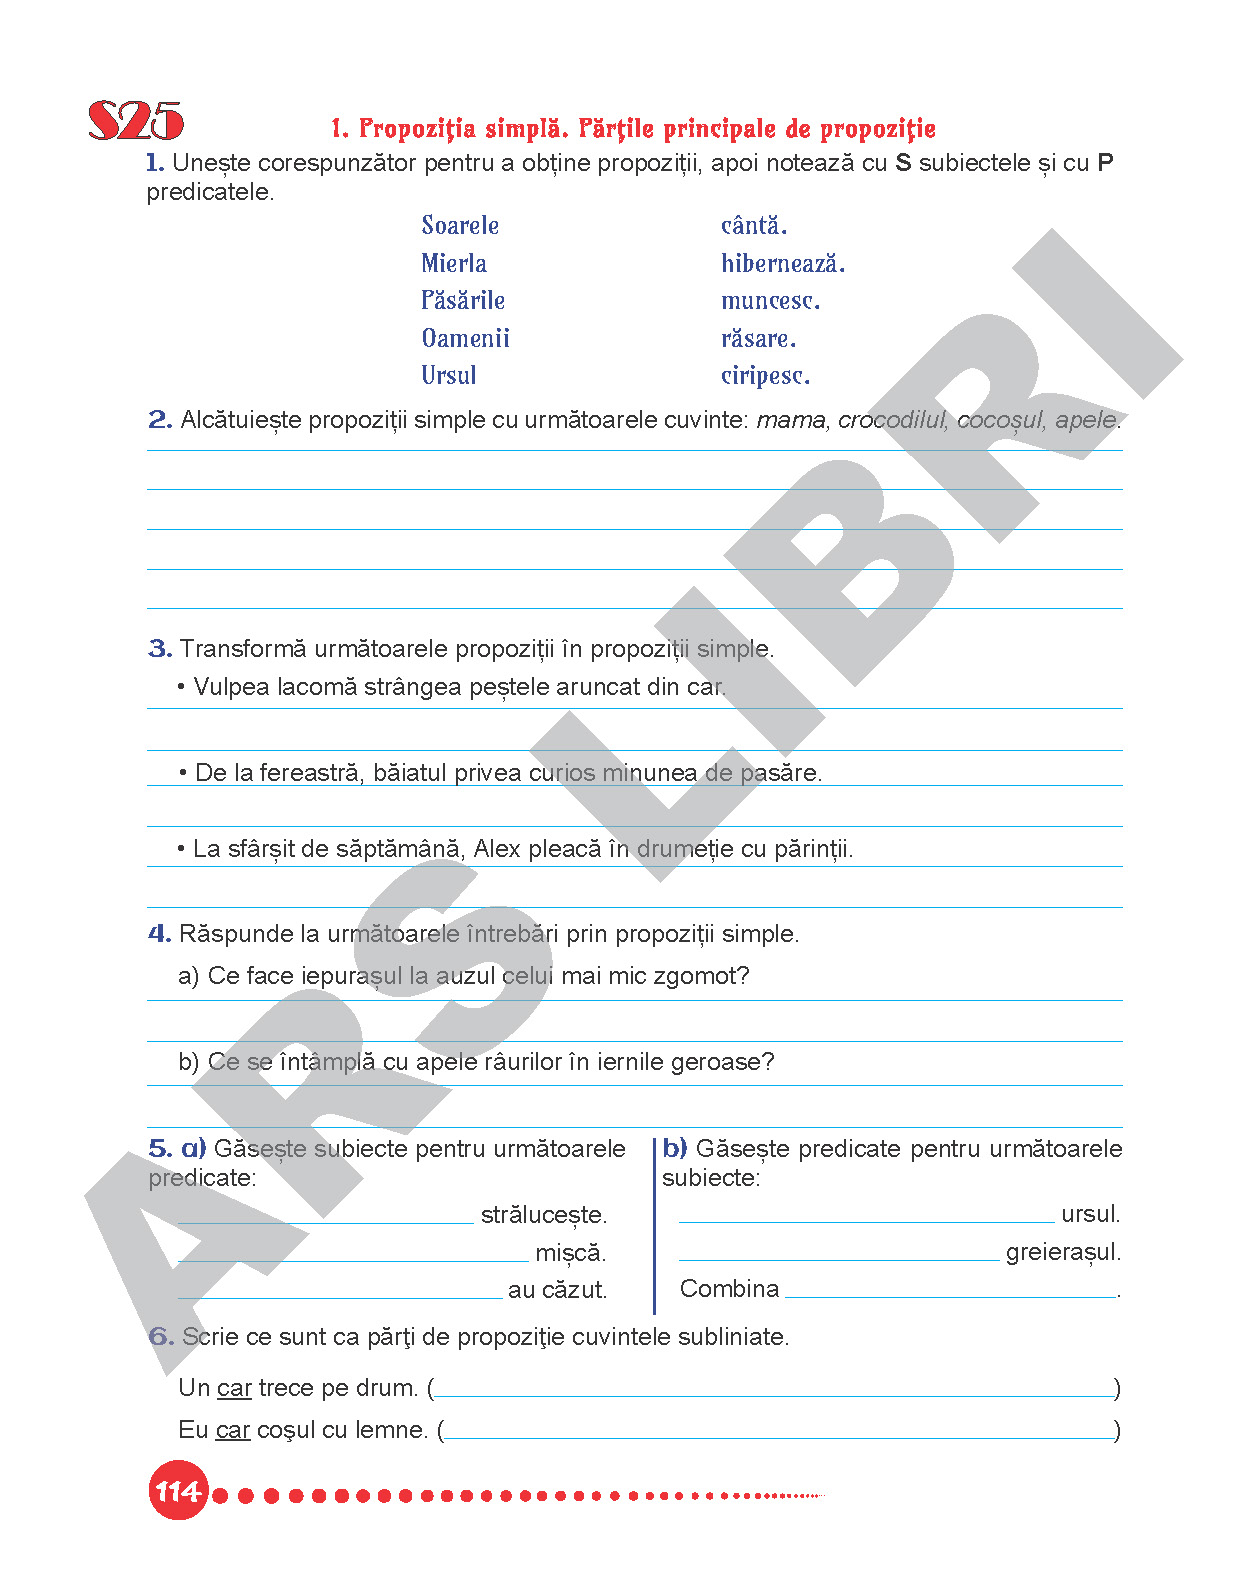 S25
1. Propoziția simplă. Părțile principale de propoziție
1. Unește corespunzător pentru a obține propoziții, apoi notează cu S subiectele și cu P
predicatele.
Soarele cântă.
Mierla hibernează.
Păsările muncesc.
Oamenii răsare.
Ursul ciripesc.
2. Alcătuiește propoziții simple cu următoarele cuvinte: mama, crocodilul, cocoșul, apele.
3. Transformă următoarele propoziții în propoziții simple.
• Vulpea lacomă strângea peștele aruncat din car.
• De la fereastră, băiatul privea curios minunea de pasăre.
• La sfârșit de săptămână, Alex pleacă în drumeție cu părinții.
4. Răspunde la următoarele întrebări prin propoziții simple.
a) Ce face iepurașul la auzul celui mai mic zgomot?
b) Ce se întâmplă cu apele râurilor în iernile geroase?
5. a) Găsește subiecte pentru următoarele
predicate:
strălucește.
mișcă.
au căzut.
b) Găsește predicate pentru următoarele
subiecte:
ursul.
greierașul.
Combina .
6. Scrie ce sunt ca părţi de propoziţie cuvintele subliniate.
Un car trece pe drum. ( )
Eu car coşul cu lemne. ( )
114
ARS LIBRI